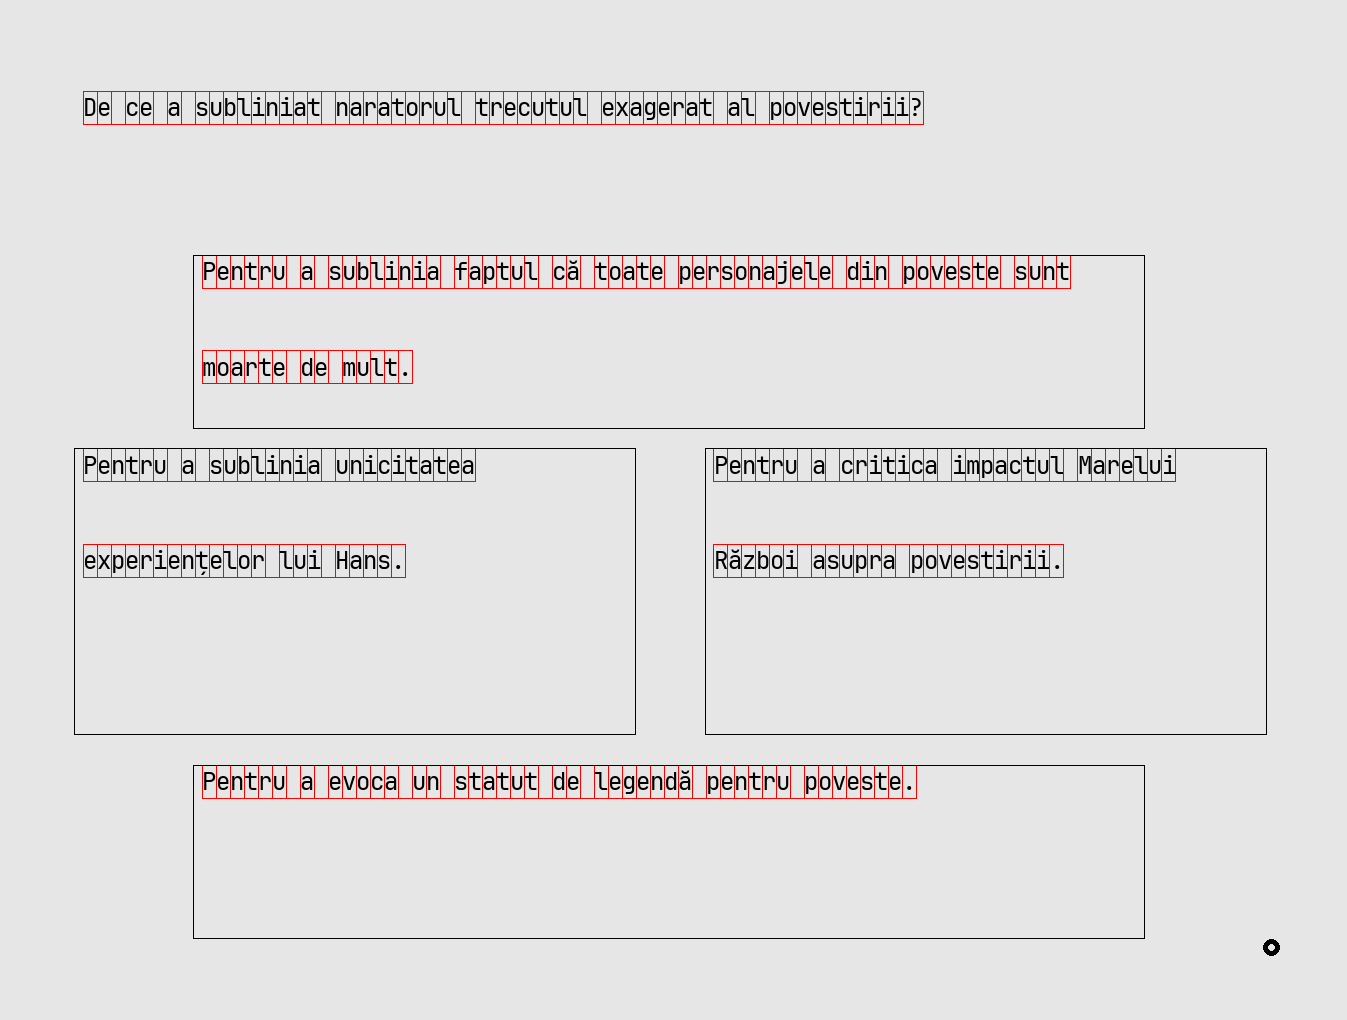 De ce a subliniat naratorul trecutul exagerat al povestirii?
Pentru a sublinia faptul că toate personajele din poveste sunt
moarte de mult.
Pentru a sublinia unicitatea
experiențelor lui Hans.
Pentru a critica impactul Marelui
Război asupra povestirii.
Pentru a evoca un statut de legendă pentru poveste.